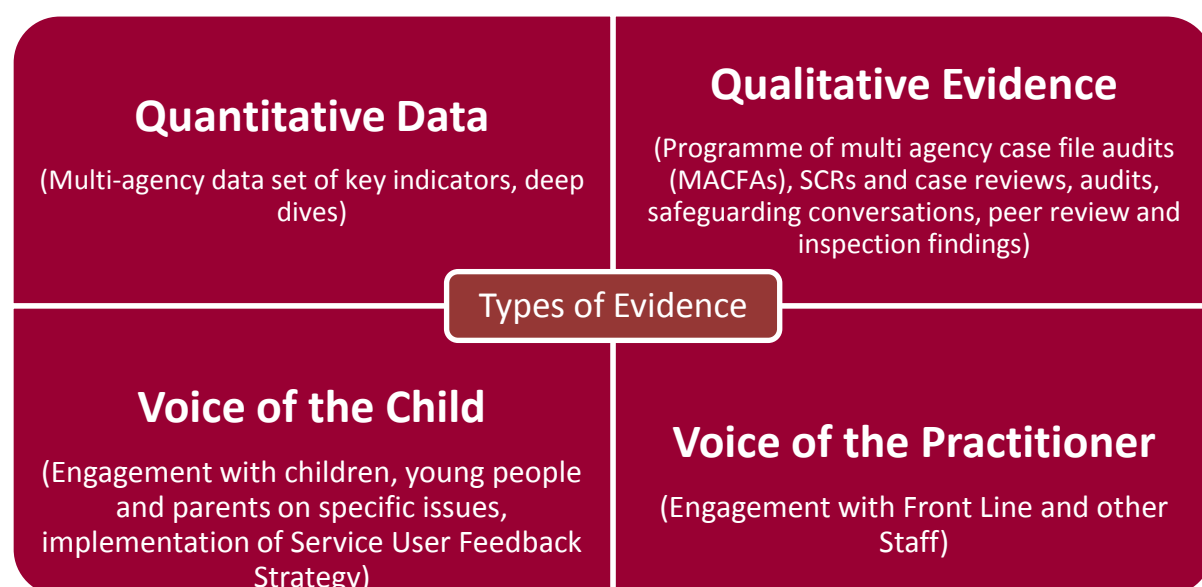 Quantitative Data
(Multi-agency data set of key indicators, deep
dives)
Qualitative Evidence
(Programme of multi agency case file audits
(MACFAs), SCRs and case reviews, audits,
safeguarding conversations, peer review and
inspection findings)
Types of Evidence
Voice of the Child
(Engagement with children, young people
and parents on specific issues,
implementation of Service User Feedback
Strategy)
Voice of the Practitioner
(Engagement with Front Line and other
Staff)